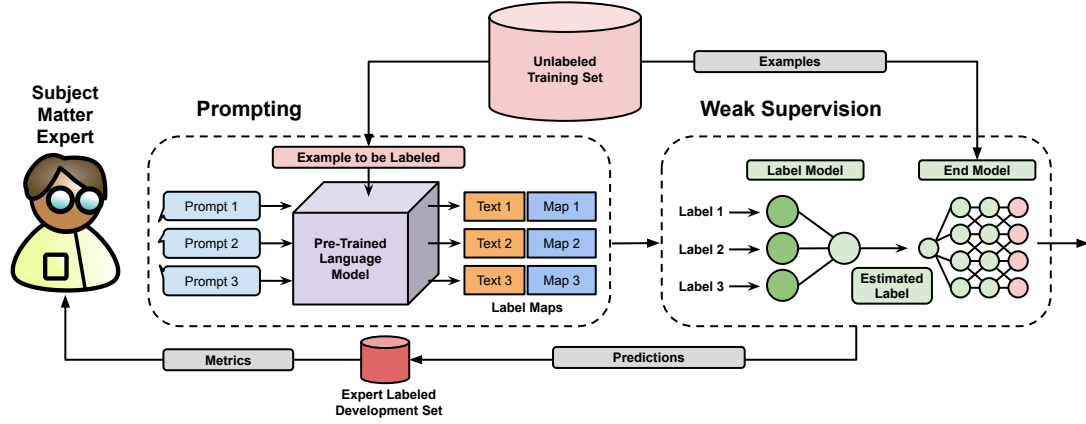 Unlabeled
Training Set
Examples
Subject
Matter
Expert
Prompting
Weak Supervision
Example to be Labeled
Label Model
End Model
Prompt 1
Text 1
Map 1
Label 1
Prompt 2
Pre-Trained
Language
Model
Text 2
Map 2
Label 2
Prompt 3
Text 3
Map 3
Label 3
Estimated
Label
Label Maps
Metrics
Predictions
Expert Labeled
Development Set